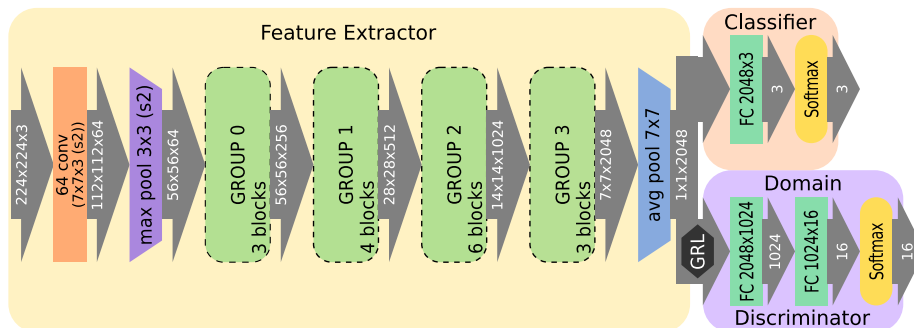 Feature Extractor
224x224x3
64 conv
(7x7x3 (s2))
112x112x64
max pool 3x3 (s2)
56x56x64
GROUP 0
3 blocks
56x56x256
GROUP 1
4 blocks
28x28x512
GROUP 2
6 blocks
14x14x1024
GROUP 3
3 blocks
7x7x2048
avg pool 7x7
1x1x2048
Classifier
FC 2048x3
3
Softmax
3
Domain
GRL
FC 2048x1024
1024
FC 1024x16
16
Softmax
16
Discriminator